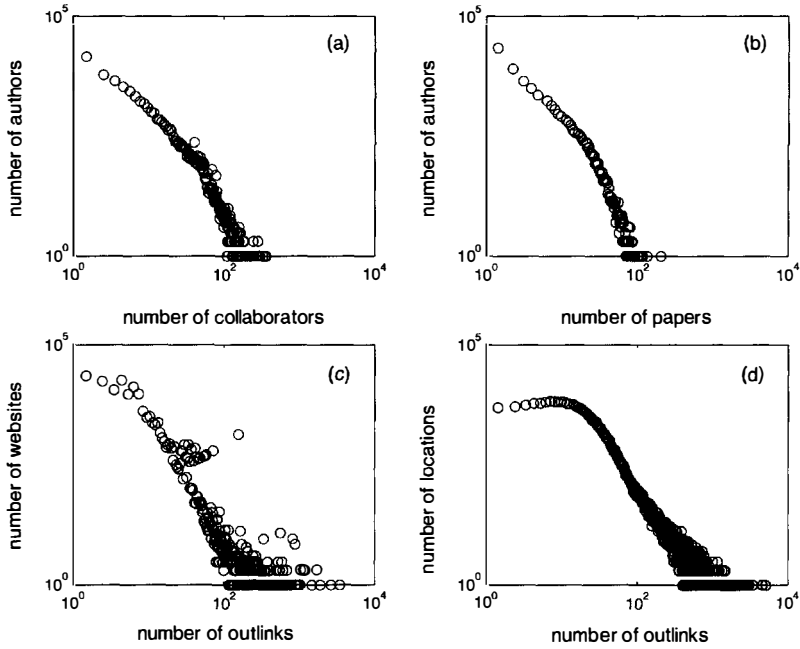 10^5
(a)
number of authors
10^0
10^0
10^2
10^4
number of collaborators
10^5
(b)
number of authors
10^0
10^0
10^2
10^4
number of papers
10^5
(c)
number of websites
10^0
10^0
10^2
10^4
number of outlinks
10^5
(d)
number of locations
10^0
10^0
10^2
10^4
number of outlinks